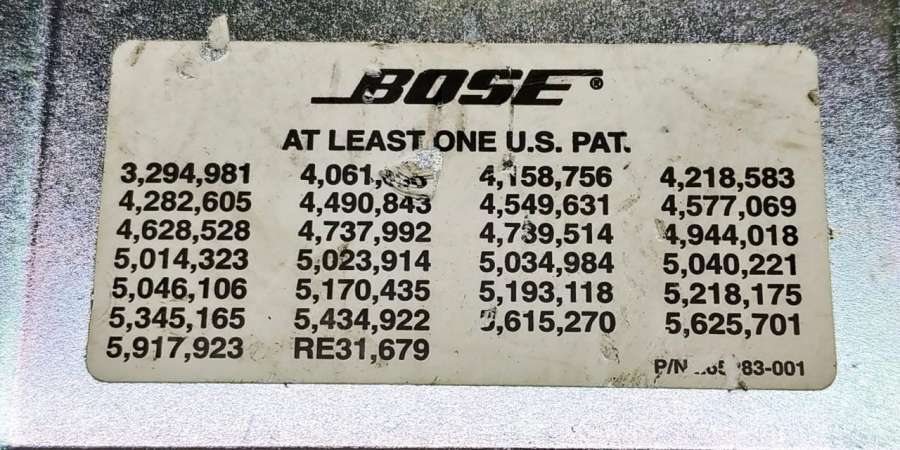 BOSE®
AT LEAST ONE U.S. PAT.
3,294,981 4,158,756 4,218,583
4,282,605 4,490,843 4,549,631 4,577,069
4,628,528 4,737,992 4,739,514 4,944,018
5,014,323 5,023,914 5,034,984 5,040,221
5,046,106 5,170,435 5,193,118 5,218,175
5,345,165 5,434,922 5,615,270 5,625,701
5,917,923 RE31,679 P/N